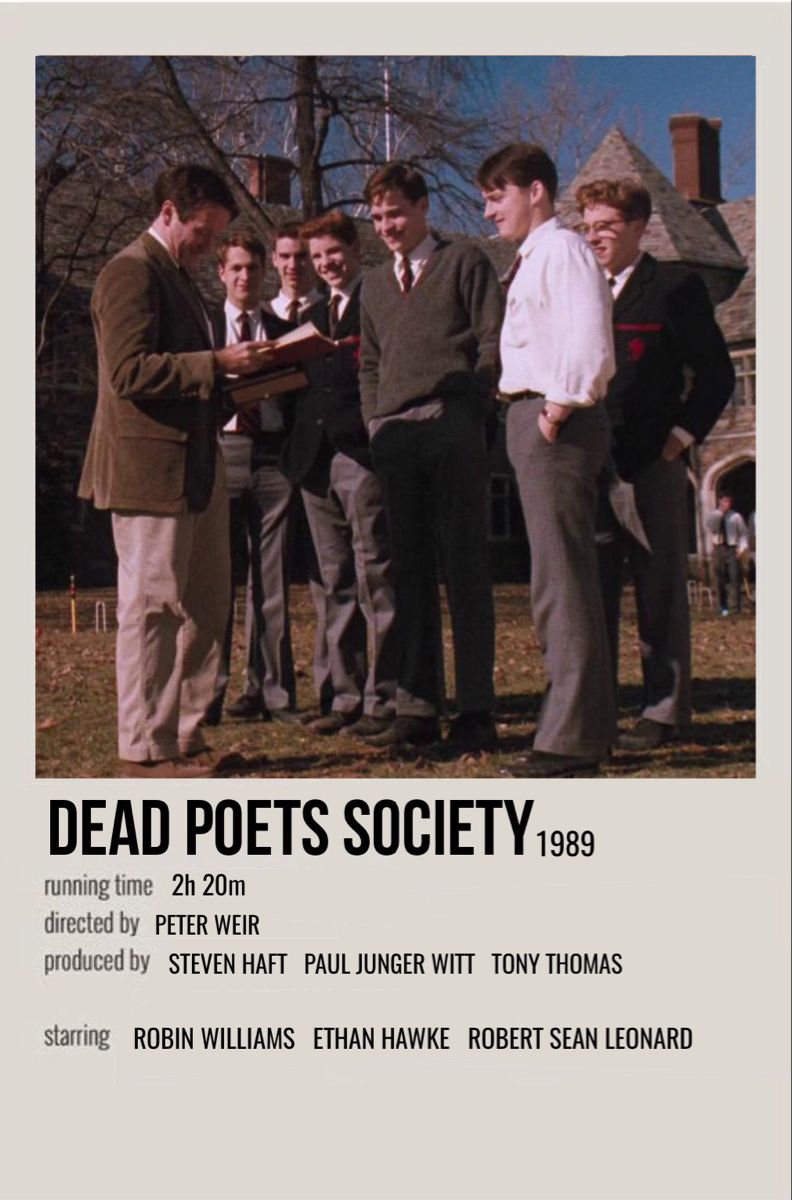 DEAD POETS SOCIETY 1989
running time 2h 20m
directed by PETER WEIR
produced by STEVEN HAFT PAUL JUNGER WITT TONY THOMAS
starring ROBIN WILLIAMS ETHAN HAWKE ROBERT SEAN LEONARD